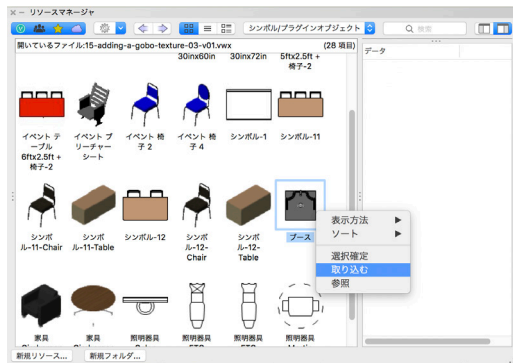 リソースマネージャ
シンボル/プラグインオブジェクト
検索
開いているファイル:15-adding-a-gobo-texture-03-v01.vwx
(28 項目)
データ
30inx60in
30inx72in
5ftx2.5ft +
椅子-2
イベント テ
ーブル
6ftx2.5ft +
椅子-2
イベント ブ
リーチャー
シート
イベント 椅
子 2
イベント 椅
子 4
シンボル-1
シンボル-11
シンボ
ル-11-Chair
シンボ
ル-11-Table
シンボル-12
シンボ
ル-12-
Chair
シンボ
ル-12-
Table
ブース
表示方法
ソート
選択確定
取り込む
参照
家具
家具
照明器具
照明器具
照明器具
照明器具
新規リソース...
新規フォルダ...